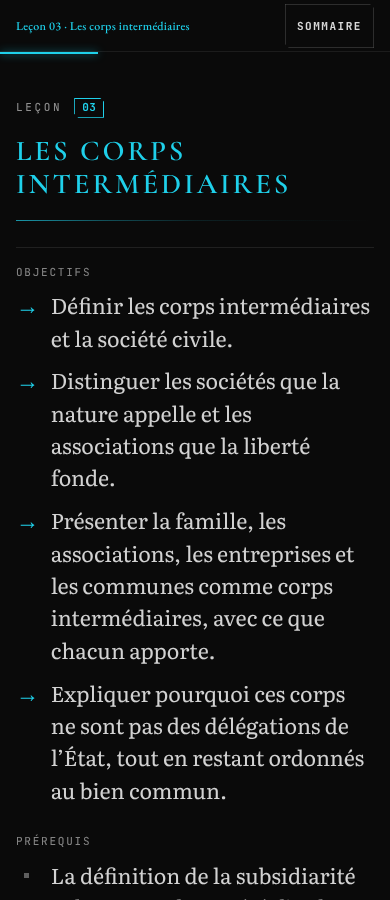 Leçon 03 · Les corps intermédiaires
SOMMAIRE
LEÇON 03
LES CORPS
INTERMÉDIAIRES
OBJECTIFS
→ Définir les corps intermédiaires
et la société civile.
→ Distinguer les sociétés que la
nature appelle et les
associations que la liberté
fonde.
→ Présenter la famille, les
associations, les entreprises et
les communes comme corps
intermédiaires, avec ce que
chacun apporte.
→ Expliquer pourquoi ces corps
ne sont pas des délégations de
l’État, tout en restant ordonnés
au bien commun.
PRÉREQUIS
▪ La définition de la subsidiarité